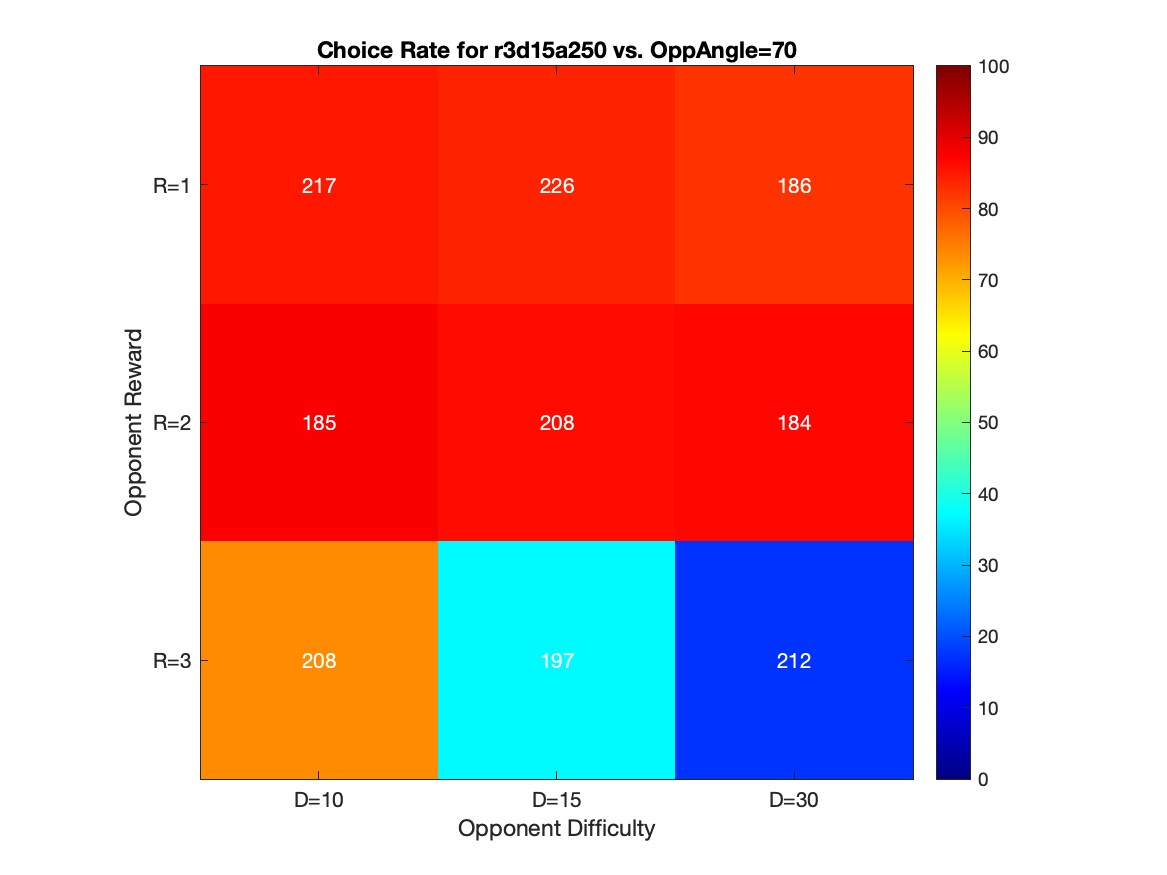 Choice Rate for r3d15a250 vs. OppAngle=70
R=1
R=2
R=3
Opponent Reward
217 226 186
185 208 184
208 197 212
D=10 D=15 D=30
Opponent Difficulty
100
90
80
70
60
50
40
30
20
10
0